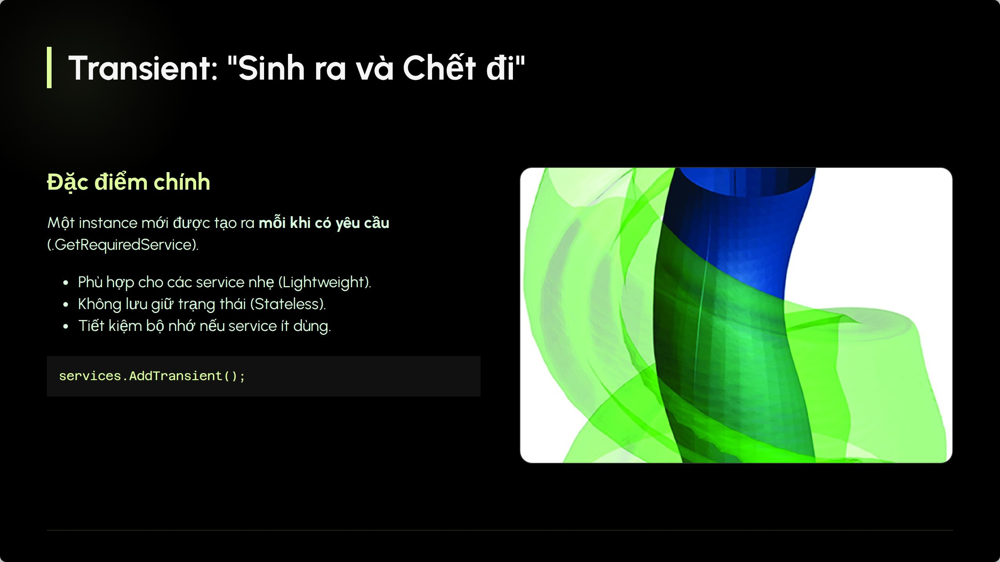 Transient: "Sinh ra và Chết đi"
Đặc điểm chính
Một instance mới được tạo ra mỗi khi có yêu cầu
(.GetRequiredService).
• Phù hợp cho các service nhẹ (Lightweight).
• Không lưu giữ trạng thái (Stateless).
• Tiết kiệm bộ nhớ nếu service ít dùng.
services.AddTransient();